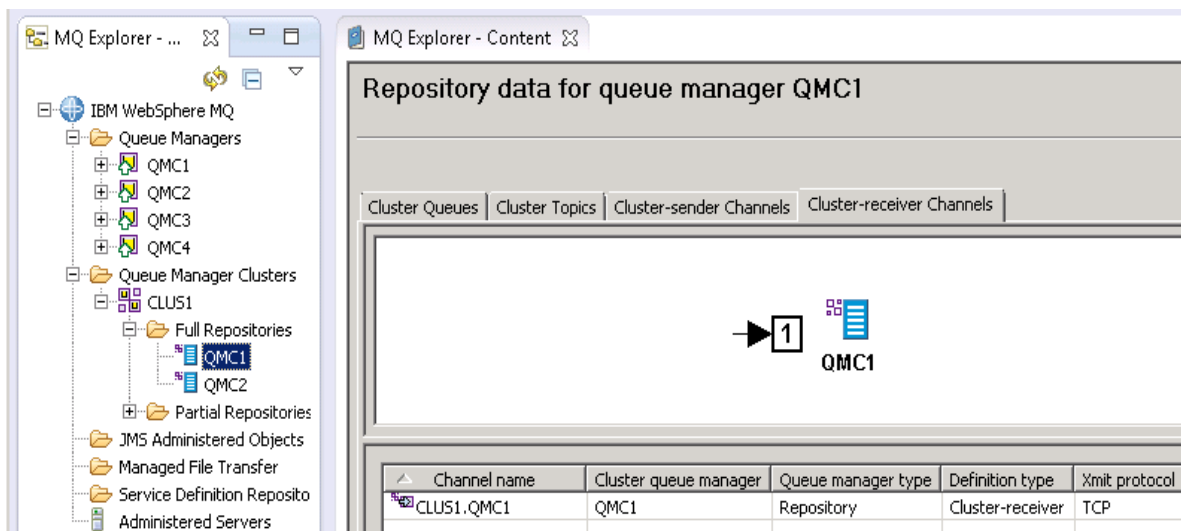 MQ Explorer - ...
IBM WebSphere MQ
Queue Managers
QMC1
QMC2
QMC3
QMC4
Queue Manager Clusters
CLUS1
Full Repositories
QMC1
QMC2
Partial Repositories
JMS Administered Objects
Managed File Transfer
Service Definition Reposito
Administered Servers
MQ Explorer - Content
Repository data for queue manager QMC1
Cluster Queues Cluster Topics Cluster-sender Channels Cluster-receiver Channels
1
QMC1
Channel name Cluster queue manager Queue manager type Definition type Xmit protocol
CLUS1.QMC1 QMC1 Repository Cluster-receiver TCP